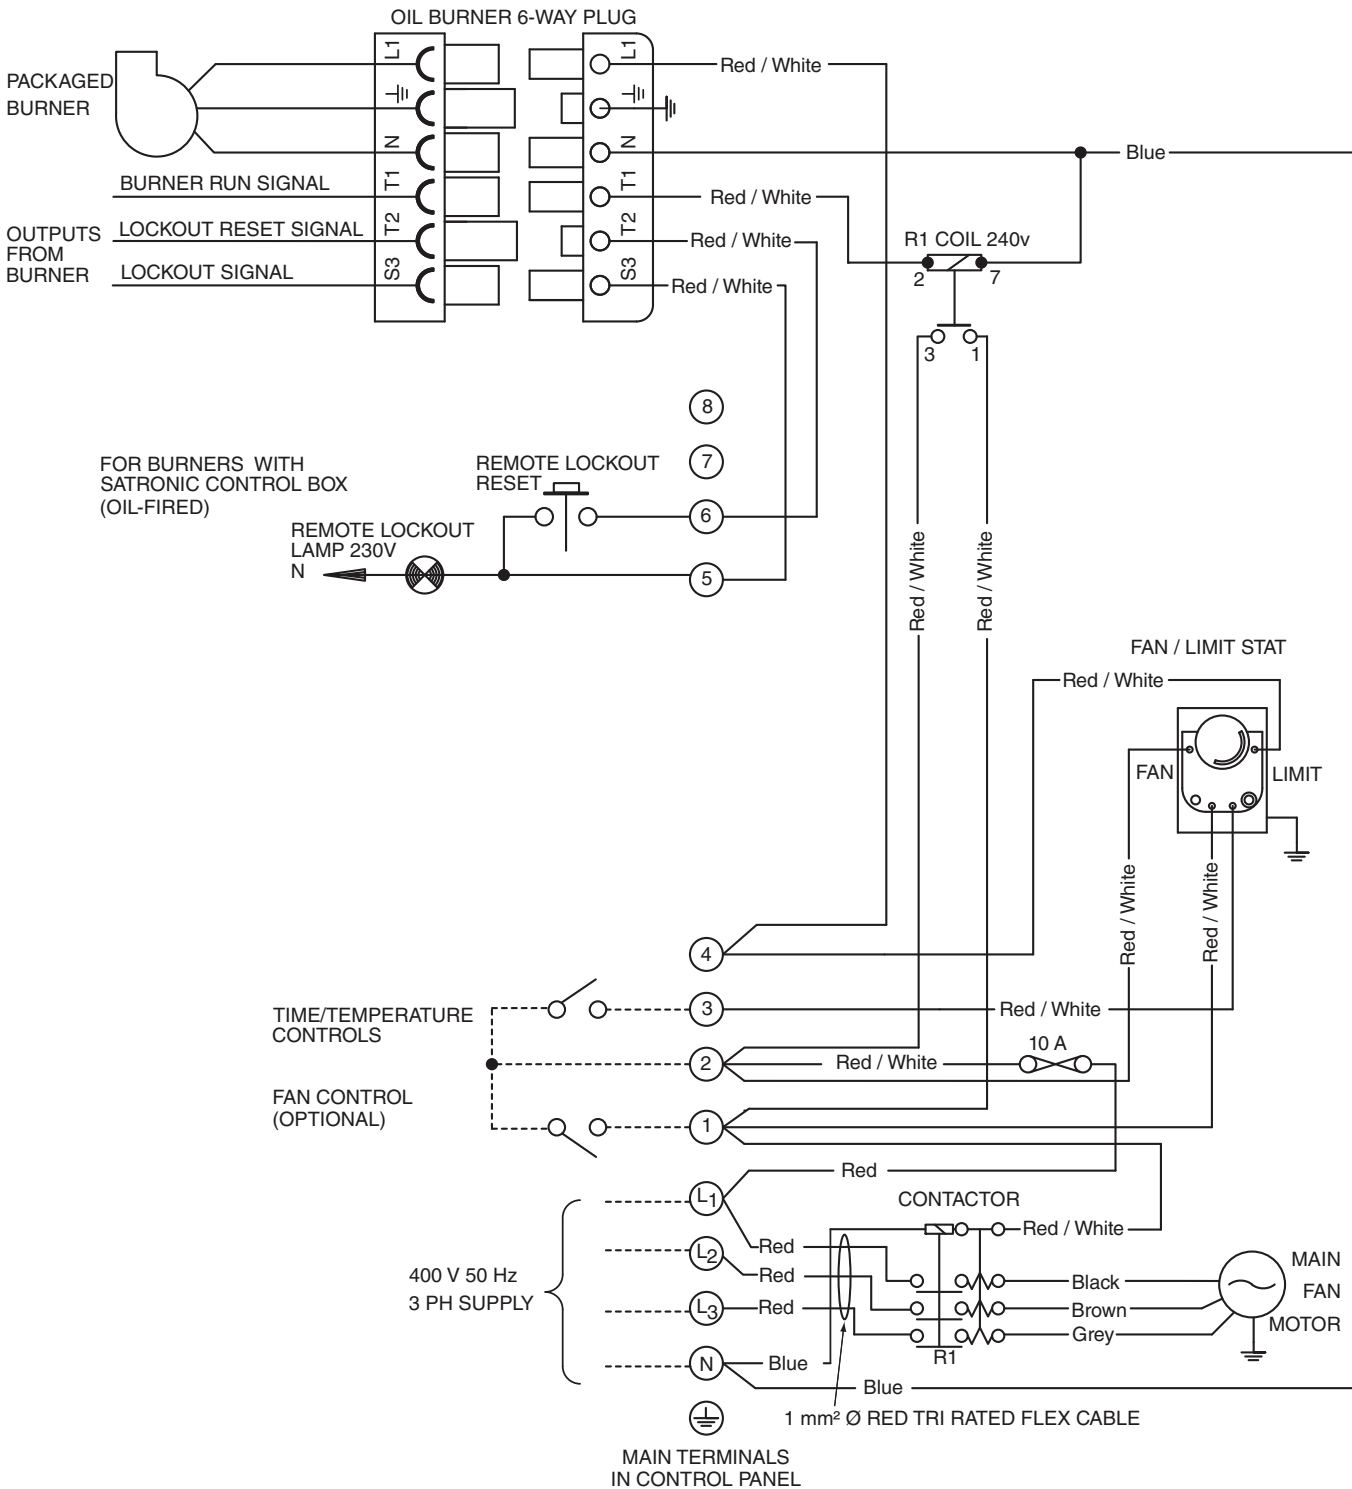 OIL BURNER 6-WAY PLUG
PACKAGED
BURNER
L1
N
T1
T2
S3
L1
N
T1
T2
S3
Red / White
Blue
BURNER RUN SIGNAL
Red / White
OUTPUTS
FROM
BURNER
LOCKOUT RESET SIGNAL
Red / White
LOCKOUT SIGNAL
Red / White
R1 COIL 240v
2
7
3
1
8
7
6
5
FOR BURNERS WITH
SATRONIC CONTROL BOX
(OIL-FIRED)
REMOTE LOCKOUT
RESET
REMOTE LOCKOUT
LAMP 230V
N
Red / White
Red / White
FAN / LIMIT STAT
Red / White
FAN
LIMIT
Red / White
Red / White
4
3
Red / White
TIME/TEMPERATURE
CONTROLS
10 A
2
Red / White
FAN CONTROL
(OPTIONAL)
1
Red
L1
CONTACTOR
Red / White
Red
L2
Red
400 V 50 Hz
3 PH SUPPLY
L3
Red
Black
Brown
Grey
MAIN
FAN
MOTOR
R1
N
Blue
Blue
1 mm² Ø RED TRI RATED FLEX CABLE
MAIN TERMINALS
IN CONTROL PANEL